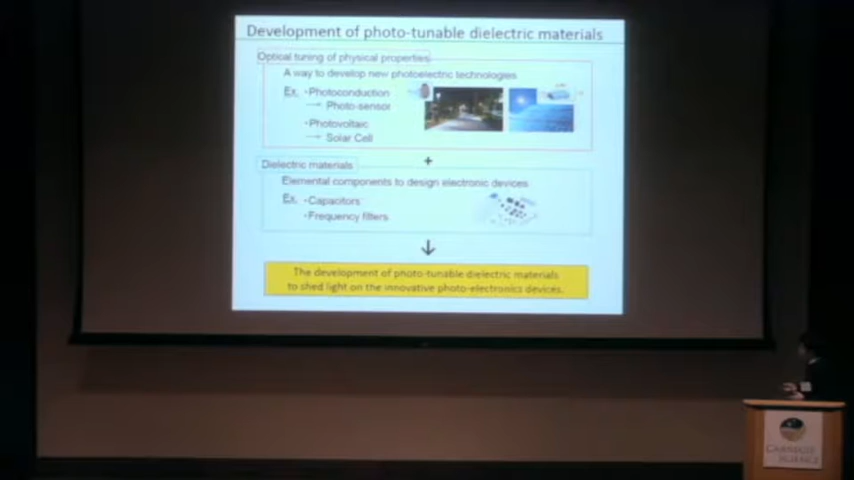 Development of photo-tunable dielectric materials
Optical tuning of physical properties
A way to develop new photoelectric technologies
Ex. ・Photoconduction
→ Photo-sensor
・Photovoltaic
→ Solar Cell
+
Dielectric materials
Elemental components to design electronic devices
Ex. ・Capacitors
・Frequency filters
↓
The development of photo-tunable dielectric materials
to shed light on the innovative photo-electronics devices.
CARNEGIE
SCIENCE